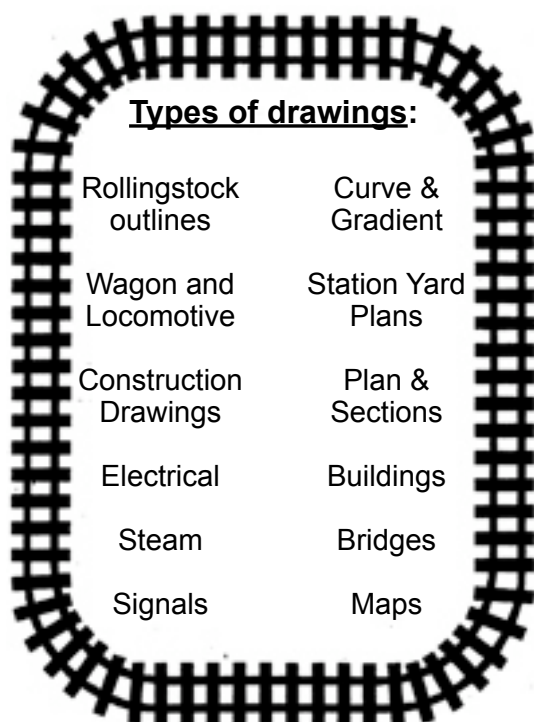 Types of drawings:
Rollingstock
outlines
Wagon and
Locomotive
Construction
Drawings
Electrical
Steam
Signals
Curve &
Gradient
Station Yard
Plans
Plan &
Sections
Buildings
Bridges
Maps